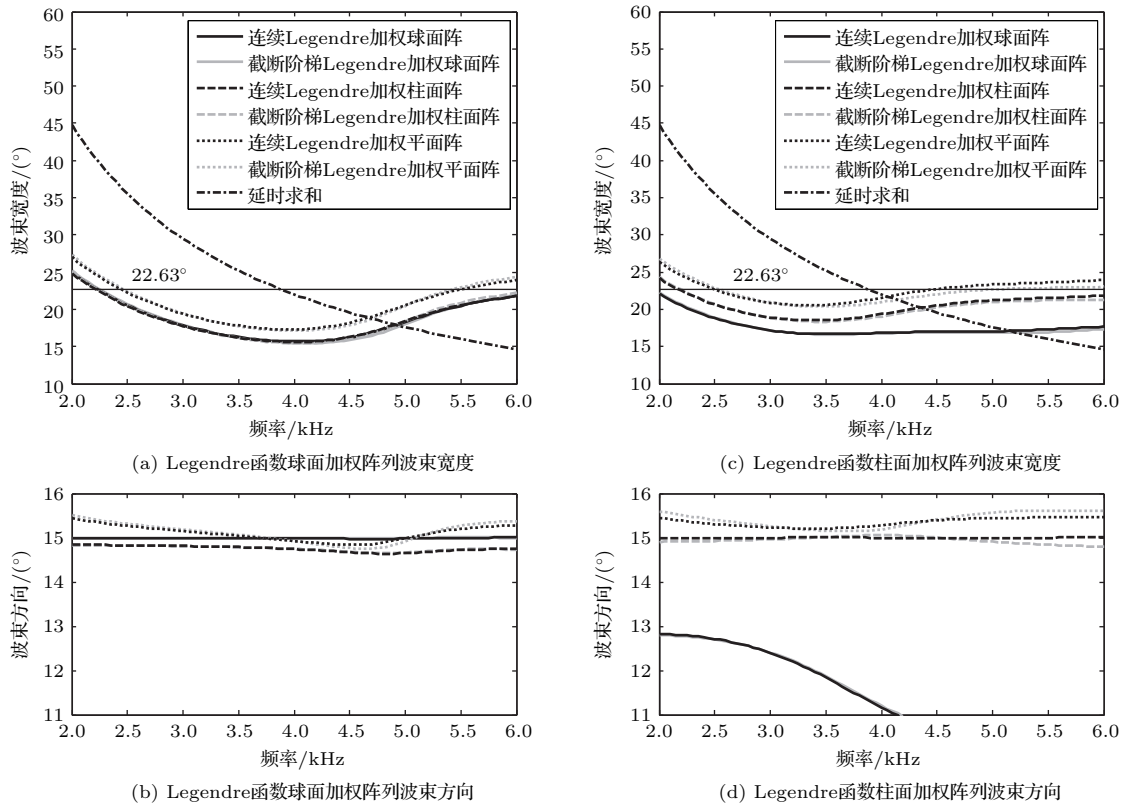 60
55
50
45
40
35
30
25
20
15
10
波束宽度/(°)
连续Legendre加权球面阵
截断阶梯Legendre加权球面阵
连续Legendre加权柱面阵
截断阶梯Legendre加权柱面阵
连续Legendre加权平面阵
截断阶梯Legendre加权平面阵
延时求和
22.63°
2.0 2.5 3.0 3.5 4.0 4.5 5.0 5.5 6.0
频率/kHz
(a) Legendre函数球面加权阵列波束宽度
60
55
50
45
40
35
30
25
20
15
10
波束宽度/(°)
连续Legendre加权球面阵
截断阶梯Legendre加权球面阵
连续Legendre加权柱面阵
截断阶梯Legendre加权柱面阵
连续Legendre加权平面阵
截断阶梯Legendre加权平面阵
延时求和
22.63°
2.0 2.5 3.0 3.5 4.0 4.5 5.0 5.5 6.0
频率/kHz
(c) Legendre函数柱面加权阵列波束宽度
16
15
14
13
12
11
波束方向/(°)
2.0 2.5 3.0 3.5 4.0 4.5 5.0 5.5 6.0
频率/kHz
(b) Legendre函数球面加权阵列波束方向
16
15
14
13
12
11
波束方向/(°)
2.0 2.5 3.0 3.5 4.0 4.5 5.0 5.5 6.0
频率/kHz
(d) Legendre函数柱面加权阵列波束方向